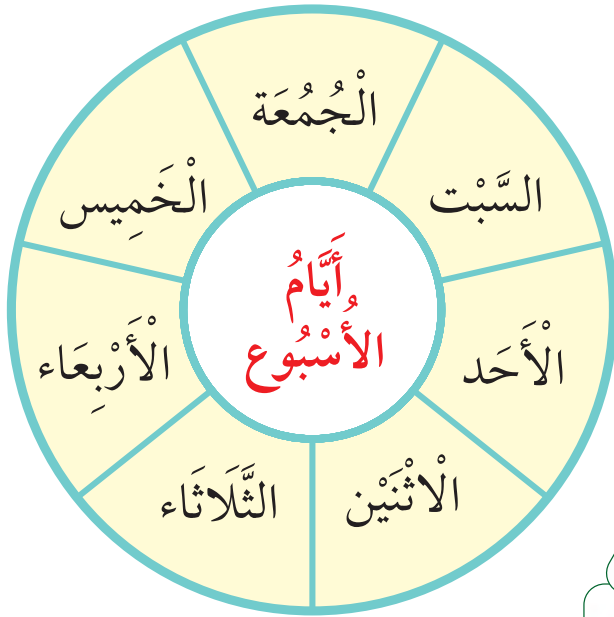 أَيَّامُ
الأُسْبُوع
الْجُمُعَة
السَّبْت
الْأَحَد
الْاثْنَيْن
الثَّلَاثَاء
الْأَرْبِعَاء
الْخَمِيس